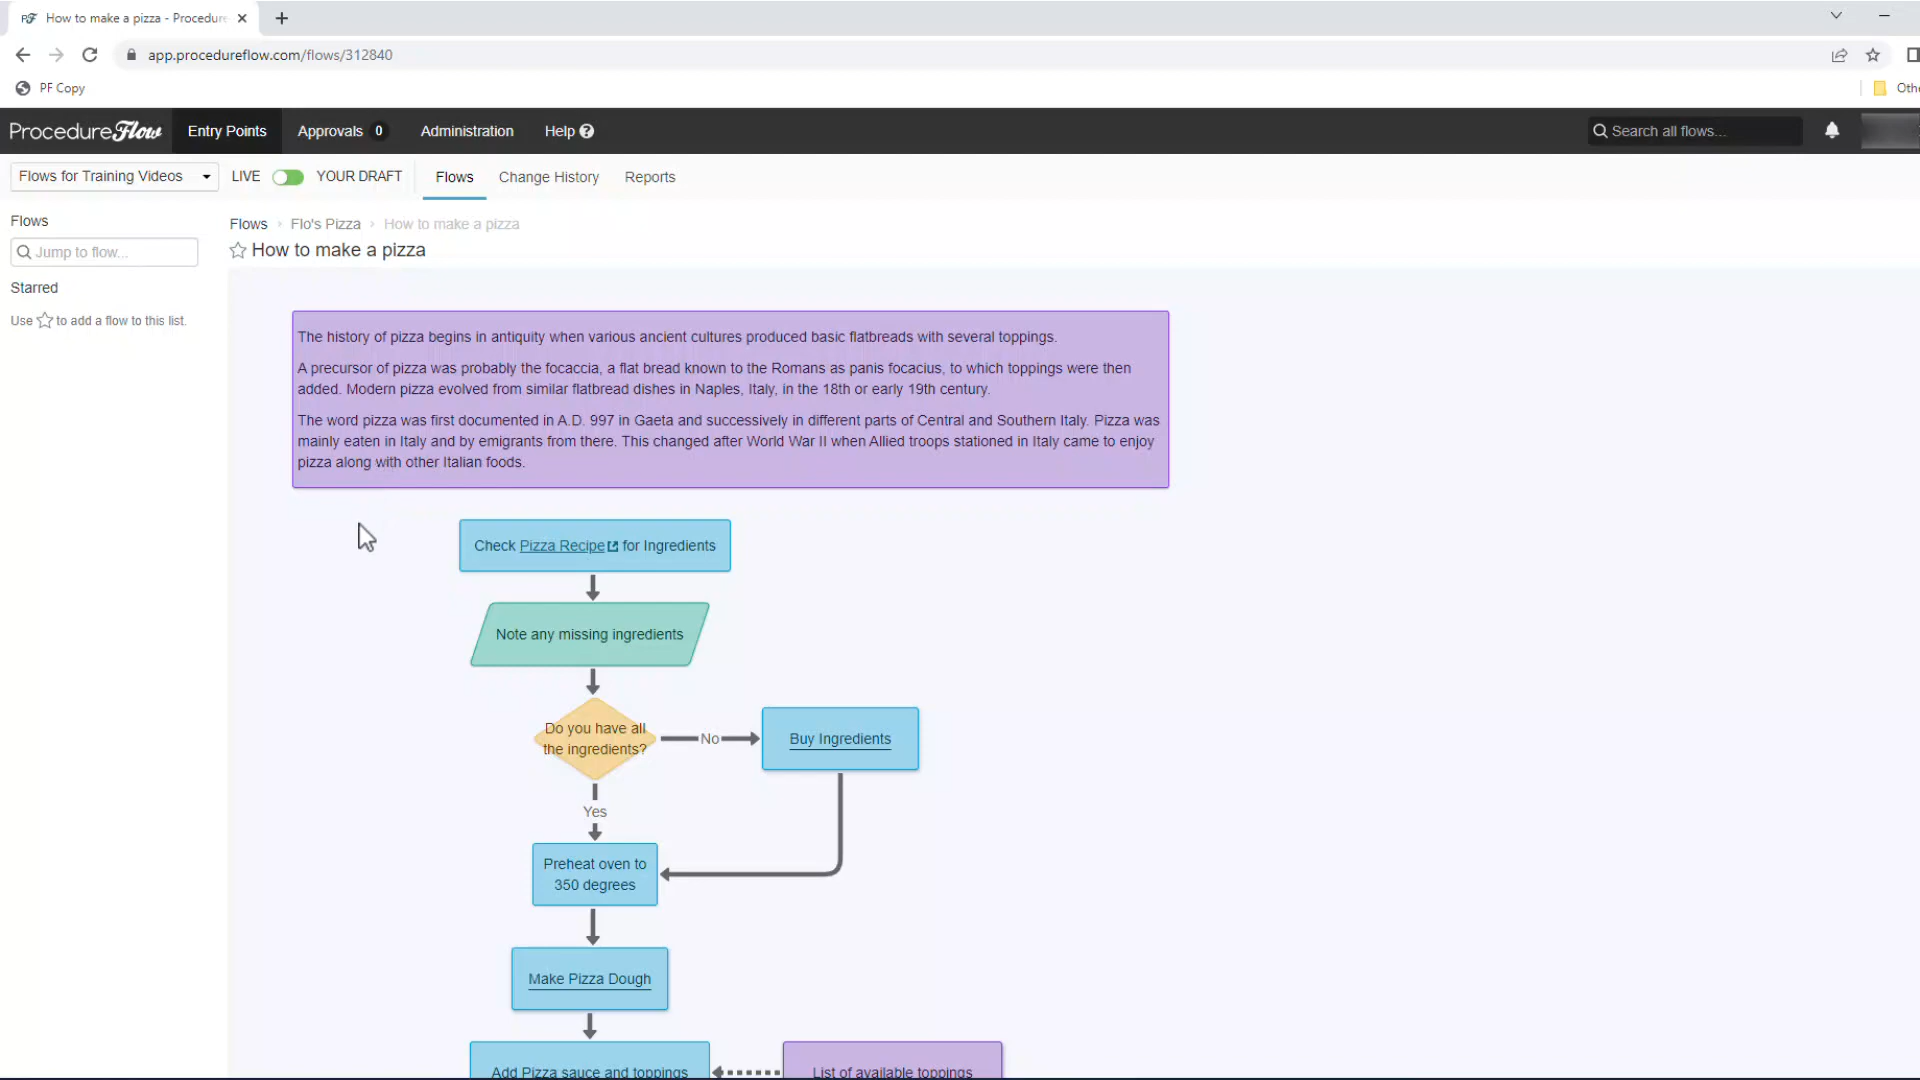 How to make a pizza - Procedure
app.procedureflow.com/flows/312840
PF Copy
Othe
ProcedureFlow
Entry Points
Approvals 0
Administration
Help
Search all flows...
Flows for Training Videos
LIVE
YOUR DRAFT
Flows
Change History
Reports
Flows
Jump to flow...
Starred
Use to add a flow to this list.
Flows › Flo's Pizza › How to make a pizza
How to make a pizza
The history of pizza begins in antiquity when various ancient cultures produced basic flatbreads with several toppings.
A precursor of pizza was probably the focaccia, a flat bread known to the Romans as panis focacius, to which toppings were then
added. Modern pizza evolved from similar flatbread dishes in Naples, Italy, in the 18th or early 19th century.
The word pizza was first documented in A.D. 997 in Gaeta and successively in different parts of Central and Southern Italy. Pizza was
mainly eaten in Italy and by emigrants from there. This changed after World War II when Allied troops stationed in Italy came to enjoy
pizza along with other Italian foods.
Check Pizza Recipe for Ingredients
Note any missing ingredients
Do you have all
the ingredients?
No
Buy Ingredients
Yes
Preheat oven to
350 degrees
Make Pizza Dough
Add Pizza sauce and toppings
List of available toppings